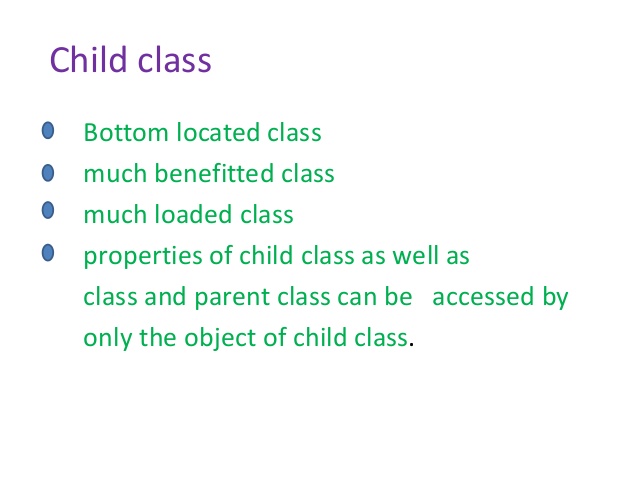 Child class
Bottom located class
much benefitted class
much loaded class
properties of child class as well as
class and parent class can be accessed by
only the object of child class.